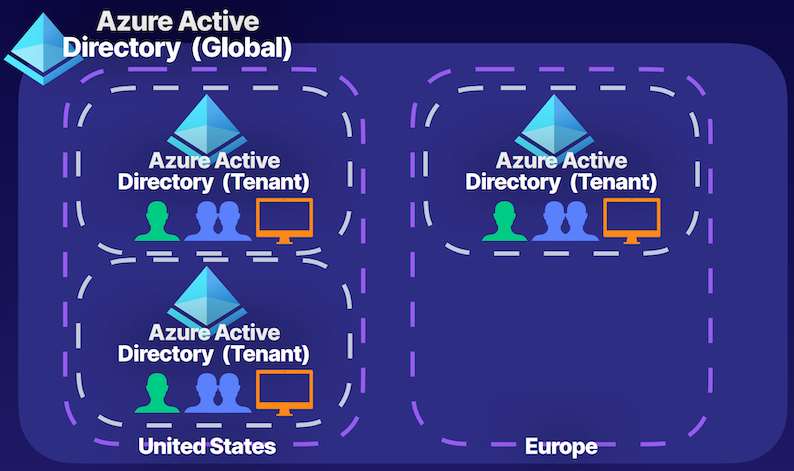 Azure Active
Directory (Global)
Azure Active
Directory (Tenant)
Azure Active
Directory (Tenant)
Azure Active
Directory (Tenant)
United States
Europe